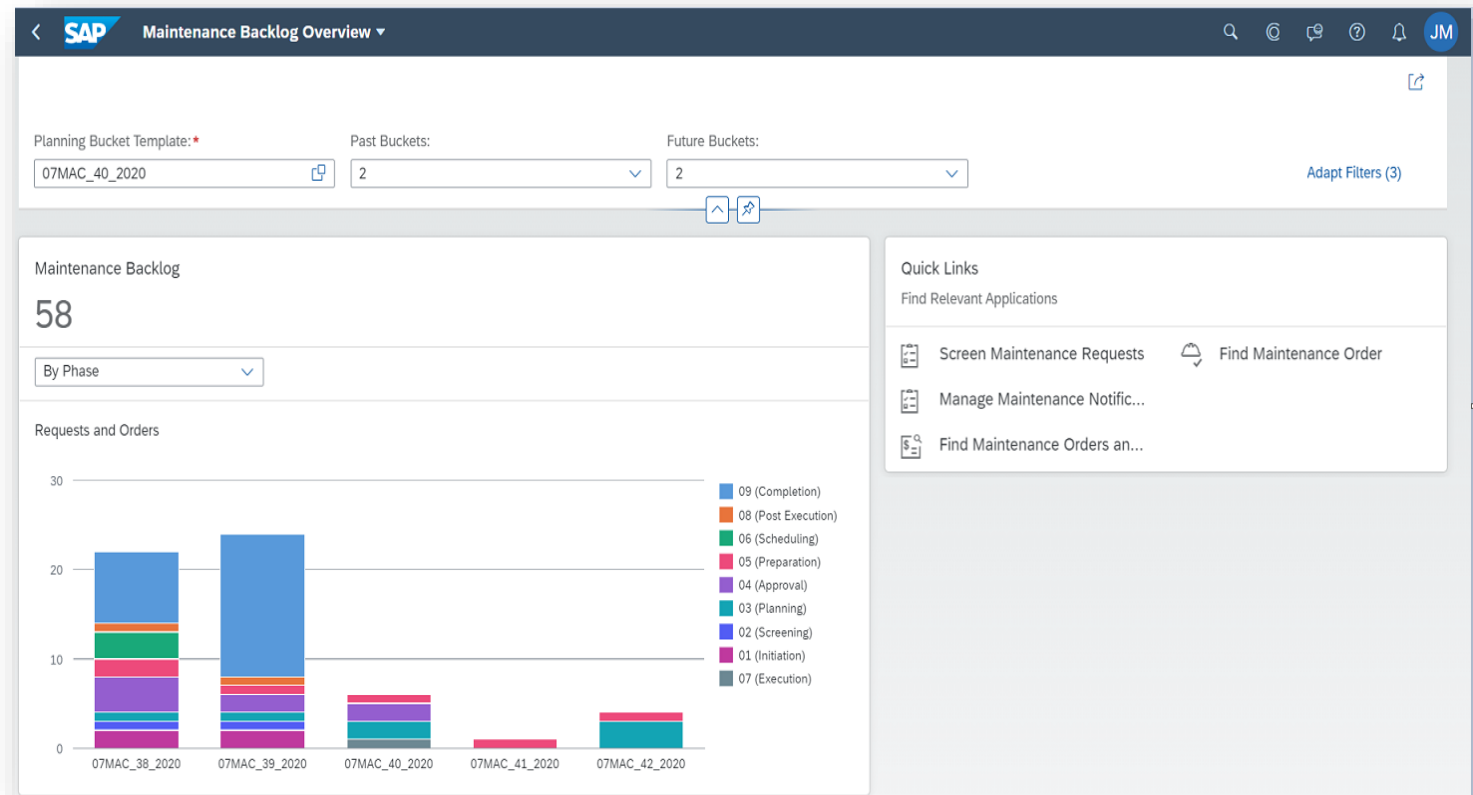 SAP Maintenance Backlog Overview JM
Planning Bucket Template:* Past Buckets: Future Buckets:
07MAC_40_2020 2 2 Adapt Filters (3)
Maintenance Backlog
58
By Phase
Requests and Orders
30
20
10
0
07MAC_38_2020 07MAC_39_2020 07MAC_40_2020 07MAC_41_2020 07MAC_42_2020
09 (Completion)
08 (Post Execution)
06 (Scheduling)
05 (Preparation)
04 (Approval)
03 (Planning)
02 (Screening)
01 (Initiation)
07 (Execution)
Quick Links
Find Relevant Applications
Screen Maintenance Requests Find Maintenance Order
Manage Maintenance Notific...
Find Maintenance Orders an...